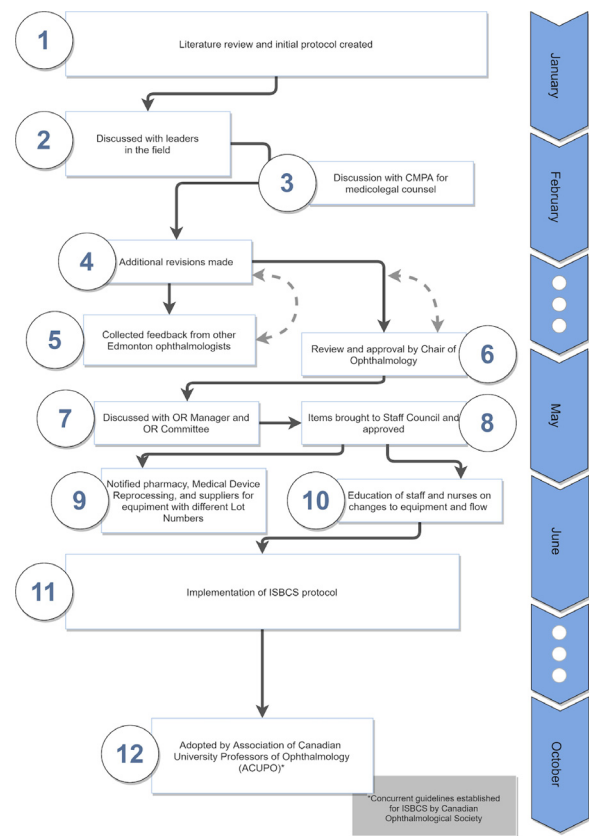 1
Literature review and initial protocol created
January
2
Discussed with leaders
in the field
3
Discussion with CMPA for
medicolegal counsel
February
4
Additional revisions made
5
Collected feedback from other
Edmonton ophthalmologists
6
Review and approval by Chair of
Ophthalmology
May
7
Discussed with OR Manager and
OR Committee
8
Items brought to Staff Council and
approved
9
Notified pharmacy, Medical Device
Reprocessing, and suppliers for
equipiment with different Lot
Numbers
10
Education of staff and nurses on
changes to equipment and flow
June
11
Implementation of ISBCS protocol
12
Adopted by Association of Canadian
University Professors of Ophthalmology
(ACUPO)*
October
*Concurrent guidelines established
for ISBCS by Canadian
Ophthalmological Society